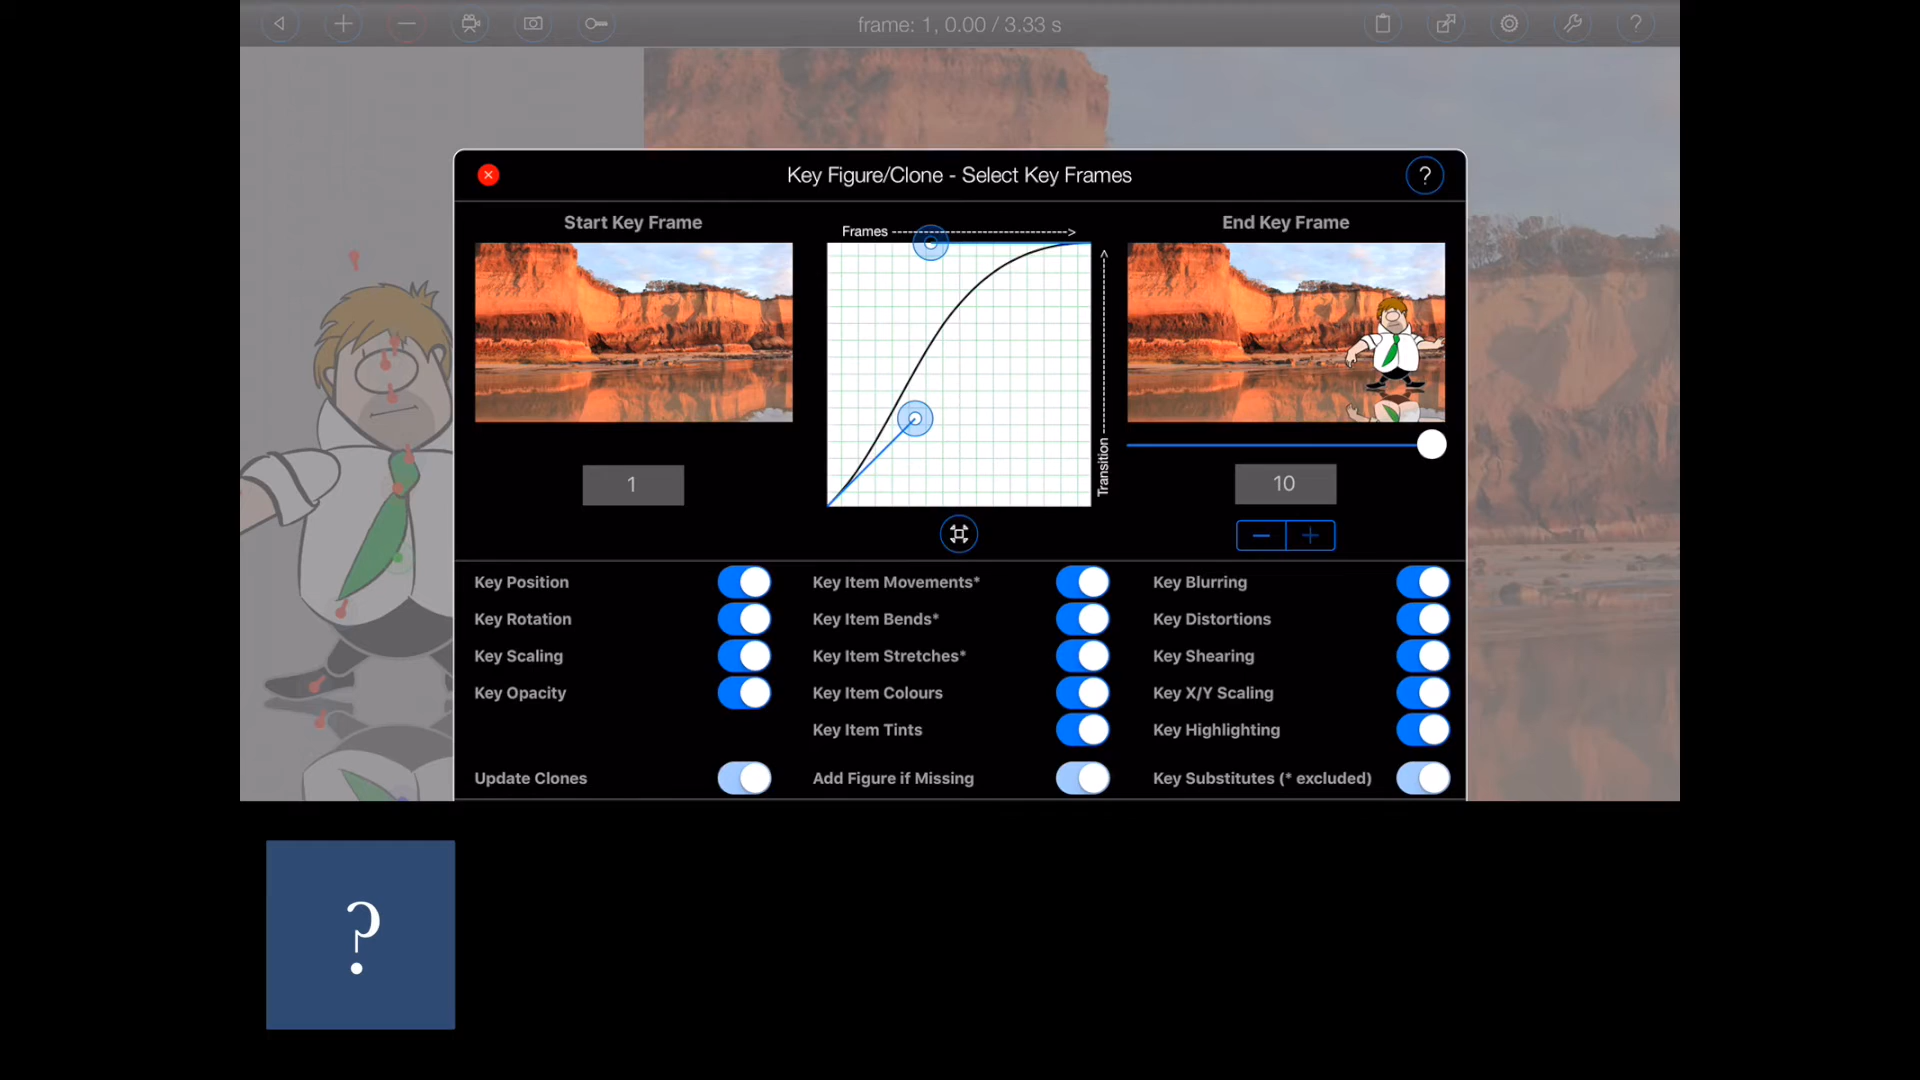 frame: 1, 0.00 / 3.33 s
?
Key Figure/Clone - Select Key Frames
?
Start Key Frame
Frames
End Key Frame
Transition
1
10
Key Position
Key Item Movements*
Key Blurring
Key Rotation
Key Item Bends*
Key Distortions
Key Scaling
Key Item Stretches*
Key Shearing
Key Opacity
Key Item Colours
Key X/Y Scaling
Key Item Tints
Key Highlighting
Update Clones
Add Figure if Missing
Key Substitutes (* excluded)
?